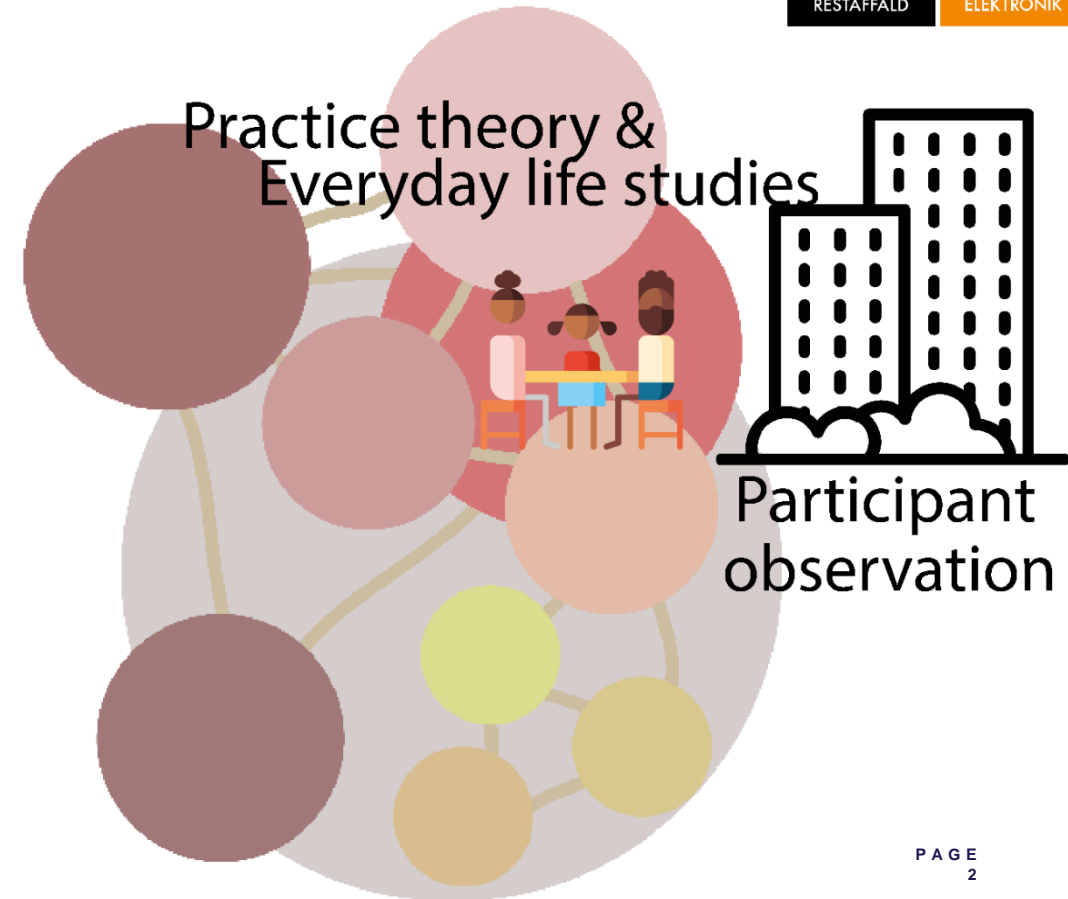 RESTAFFALD
ELEKTRONIK
Practice theory &
Everyday life studies
Participant
observation
PAGE
2